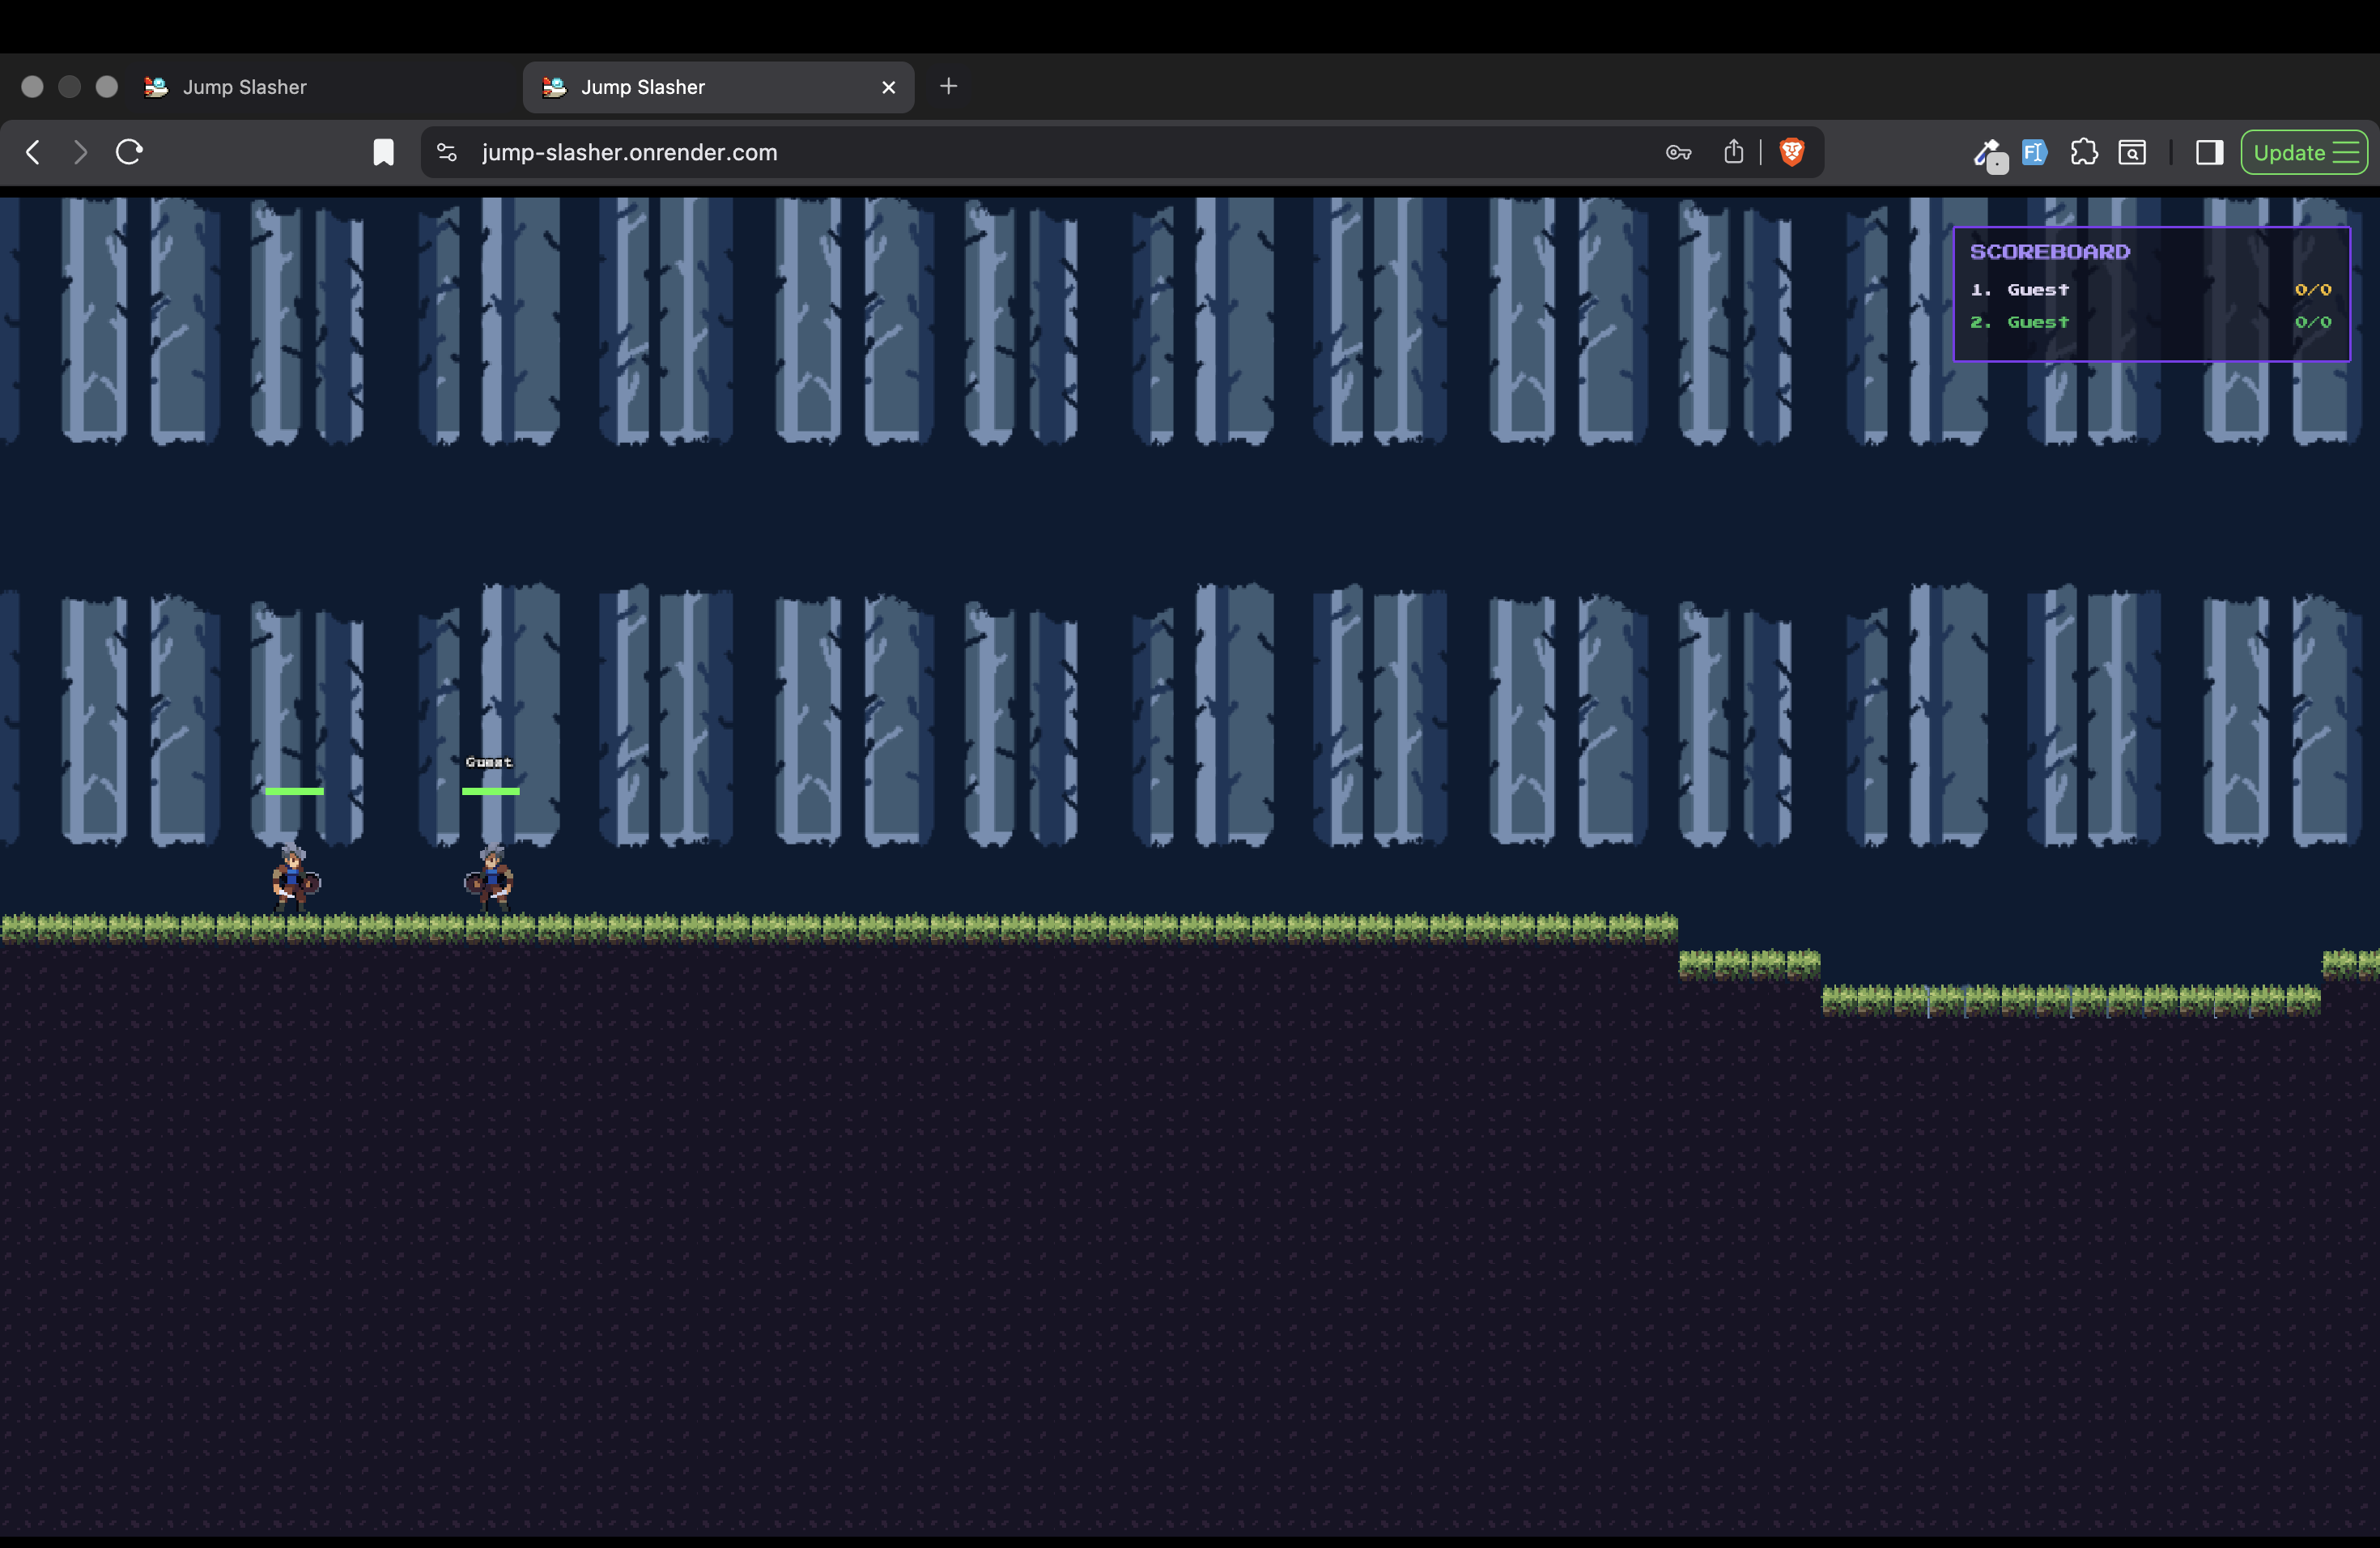 Jump Slasher
Jump Slasher
jump-slasher.onrender.com
Update
SCOREBOARD
1. Guest 0/0
2. Guest 0/0
Guest